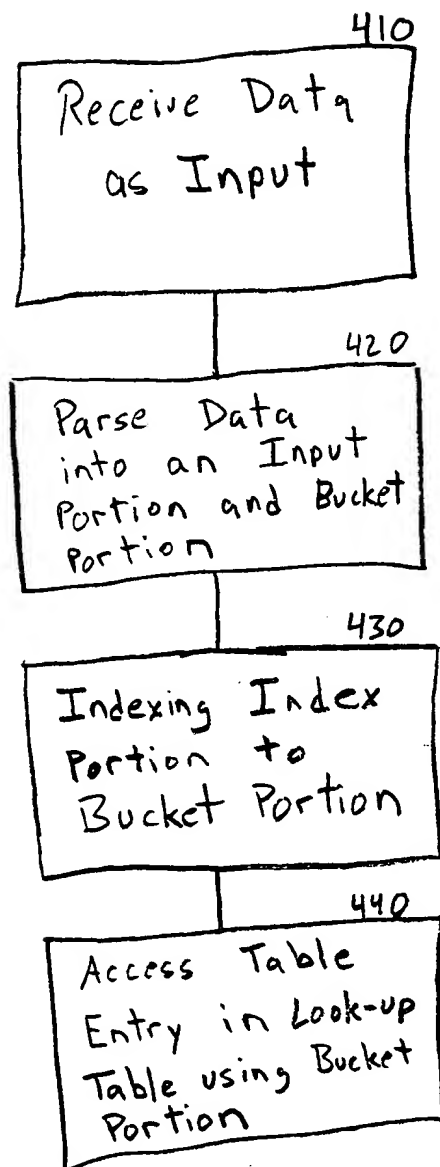 410
Receive Data
as Input
420
Parse Data
into an Input
Portion and Bucket
Portion
430
Indexing Index
Portion to
Bucket Portion
440
Access Table
Entry in Look-up
Table using Bucket
Portion